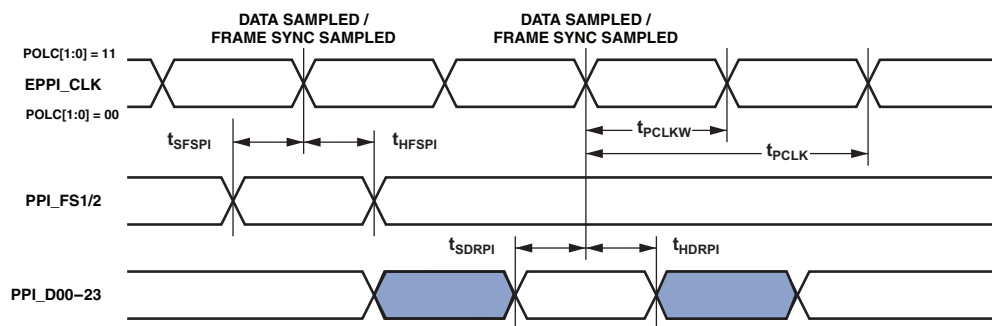 DATA SAMPLED /
FRAME SYNC SAMPLED
DATA SAMPLED /
FRAME SYNC SAMPLED
POLC[1:0] = 11
EPPI_CLK
POLC[1:0] = 00
tSFSPI
tHFSPI
tPCLKW
tPCLK
PPI_FS1/2
tSDRPI
tHDRPI
PPI_D00–23